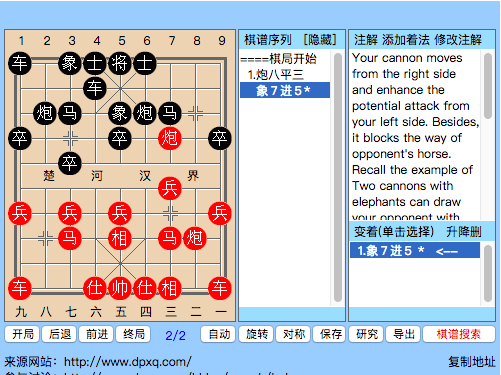 1 2 3 4 5 6 7 8 9
车 象 士 将 士
车
炮 马 象 炮 马
卒 卒 炮 卒
卒
楚 河 汉 界
兵
兵 兵 兵 兵
马 相 马 炮
车 仕 帅 仕 相 车
九 八 七 六 五 四 三 二 一
棋谱序列 [隐藏]
====棋局开始
1.炮八平三
象７进５*
注解 添加着法 修改注解
Your cannon moves
from the right side
and enhance the
potential attack from
your left side. Besides,
it blocks the way of
opponent's horse.
Recall the example of
Two cannons with
elephants can draw
your opponent with
变着(单击选择) 升降删
1.象７进５ * <--
开局 后退 前进 终局 2/2 自动 旋转 对称 保存 研究 导出 棋谱搜索
来源网站: http://www.dpxq.com/ 复制地址